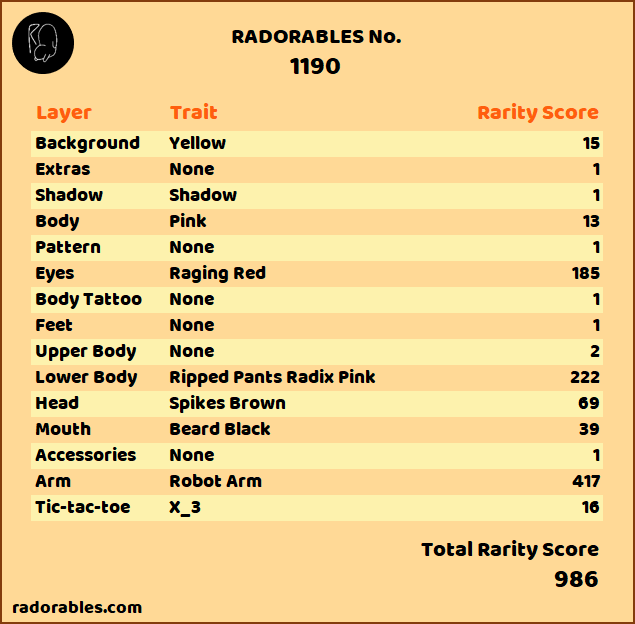 RADORABLES No.
1190
Layer Trait Rarity Score
Background Yellow 15
Extras None 1
Shadow Shadow 1
Body Pink 13
Pattern None 1
Eyes Raging Red 185
Body Tattoo None 1
Feet None 1
Upper Body None 2
Lower Body Ripped Pants Radix Pink 222
Head Spikes Brown 69
Mouth Beard Black 39
Accessories None 1
Arm Robot Arm 417
Tic-tac-toe X_3 16
Total Rarity Score
986
radorables.com